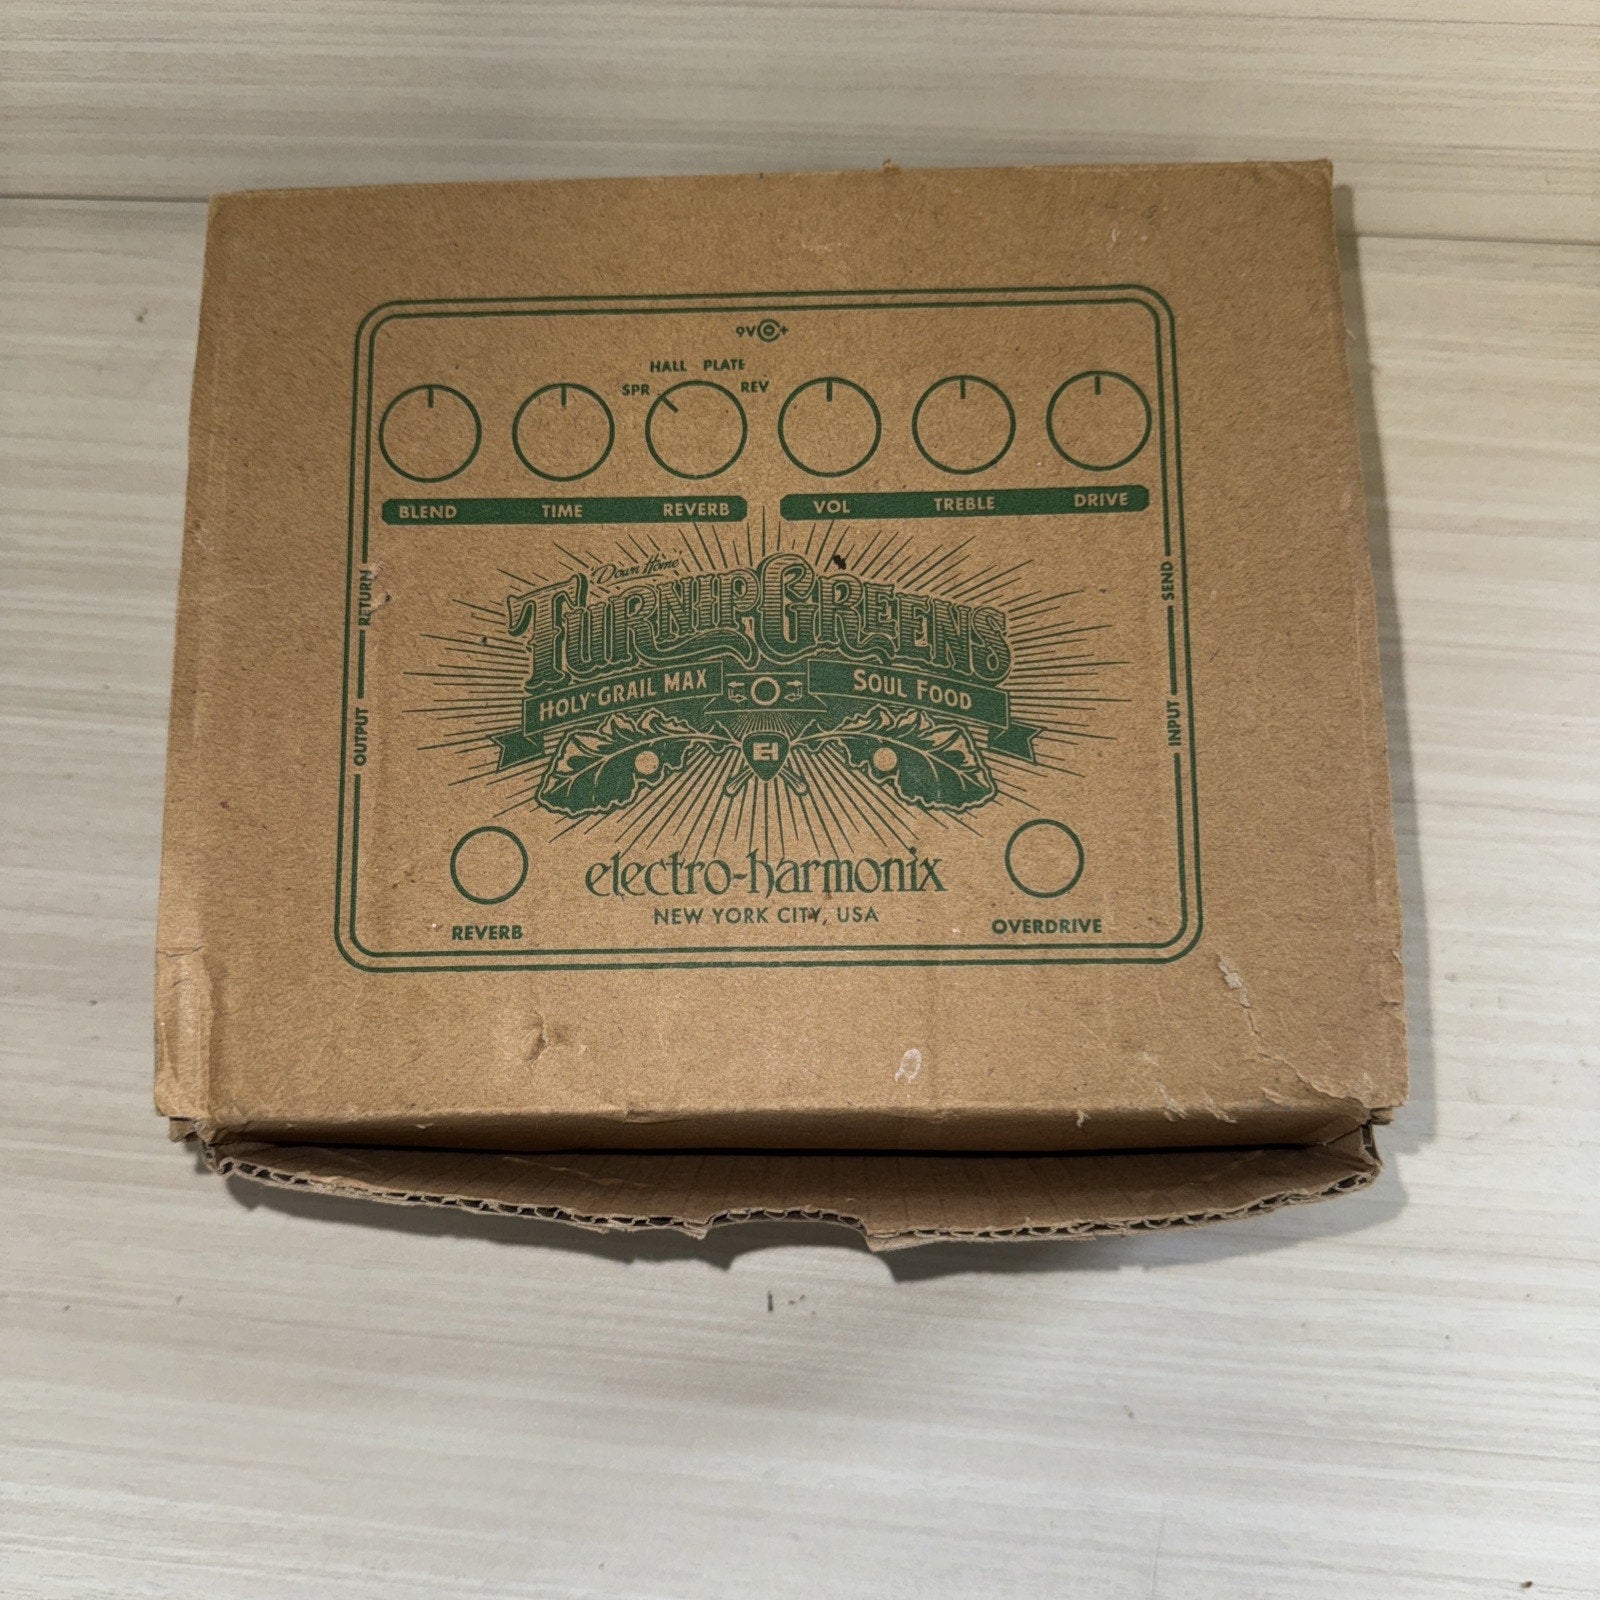 9V
HALL PLATE
SPR REV
BLEND TIME REVERB VOL TREBLE DRIVE
RETURN
SEND
Down Home
TURNIP GREENS
HOLY GRAIL MAX SOUL FOOD
OUTPUT
INPUT
EH
electro-harmonix
NEW YORK CITY, USA
REVERB OVERDRIVE